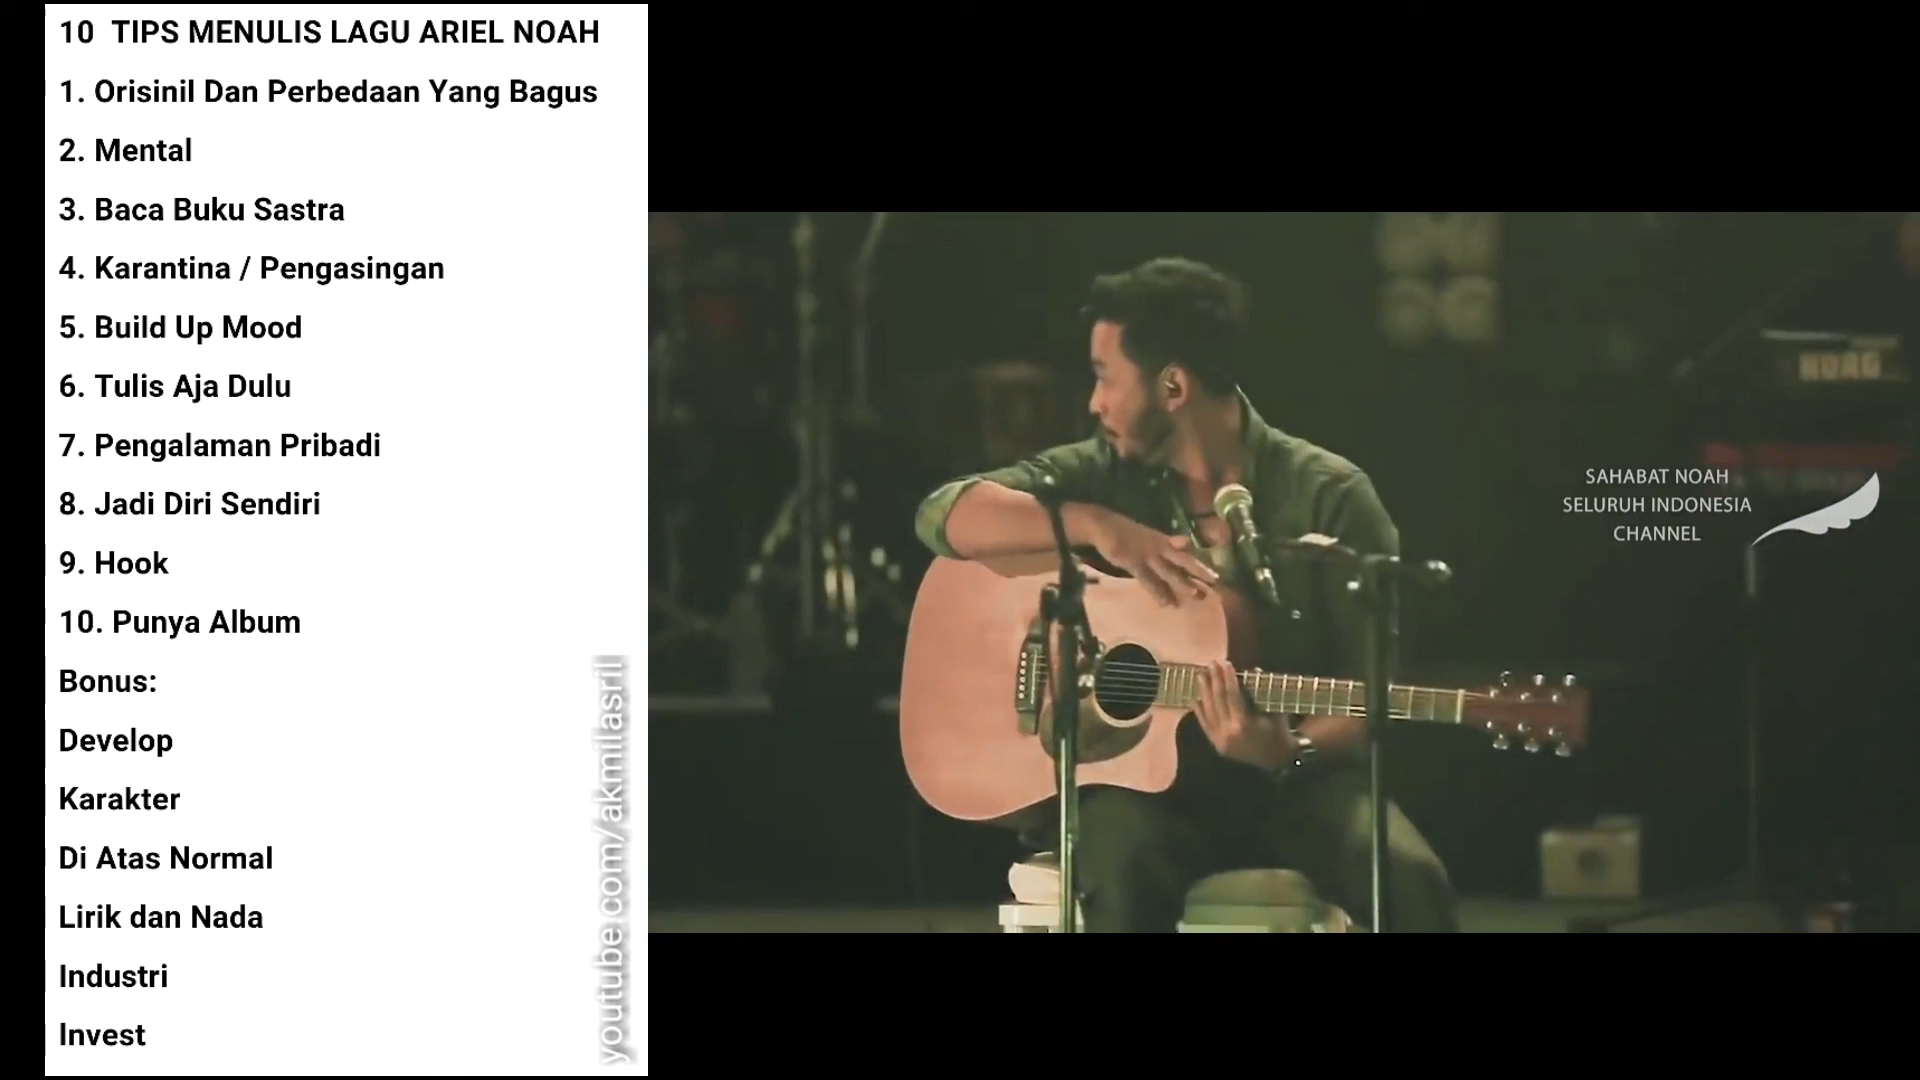 10 TIPS MENULIS LAGU ARIEL NOAH
1. Orisinil Dan Perbedaan Yang Bagus
2. Mental
3. Baca Buku Sastra
4. Karantina / Pengasingan
5. Build Up Mood
6. Tulis Aja Dulu
7. Pengalaman Pribadi
8. Jadi Diri Sendiri
9. Hook
10. Punya Album
Bonus:
Develop
Karakter
Di Atas Normal
Lirik dan Nada
Industri
Invest
youtube.com/akmilasril
SAHABAT NOAH
SELURUH INDONESIA
CHANNEL
KORG